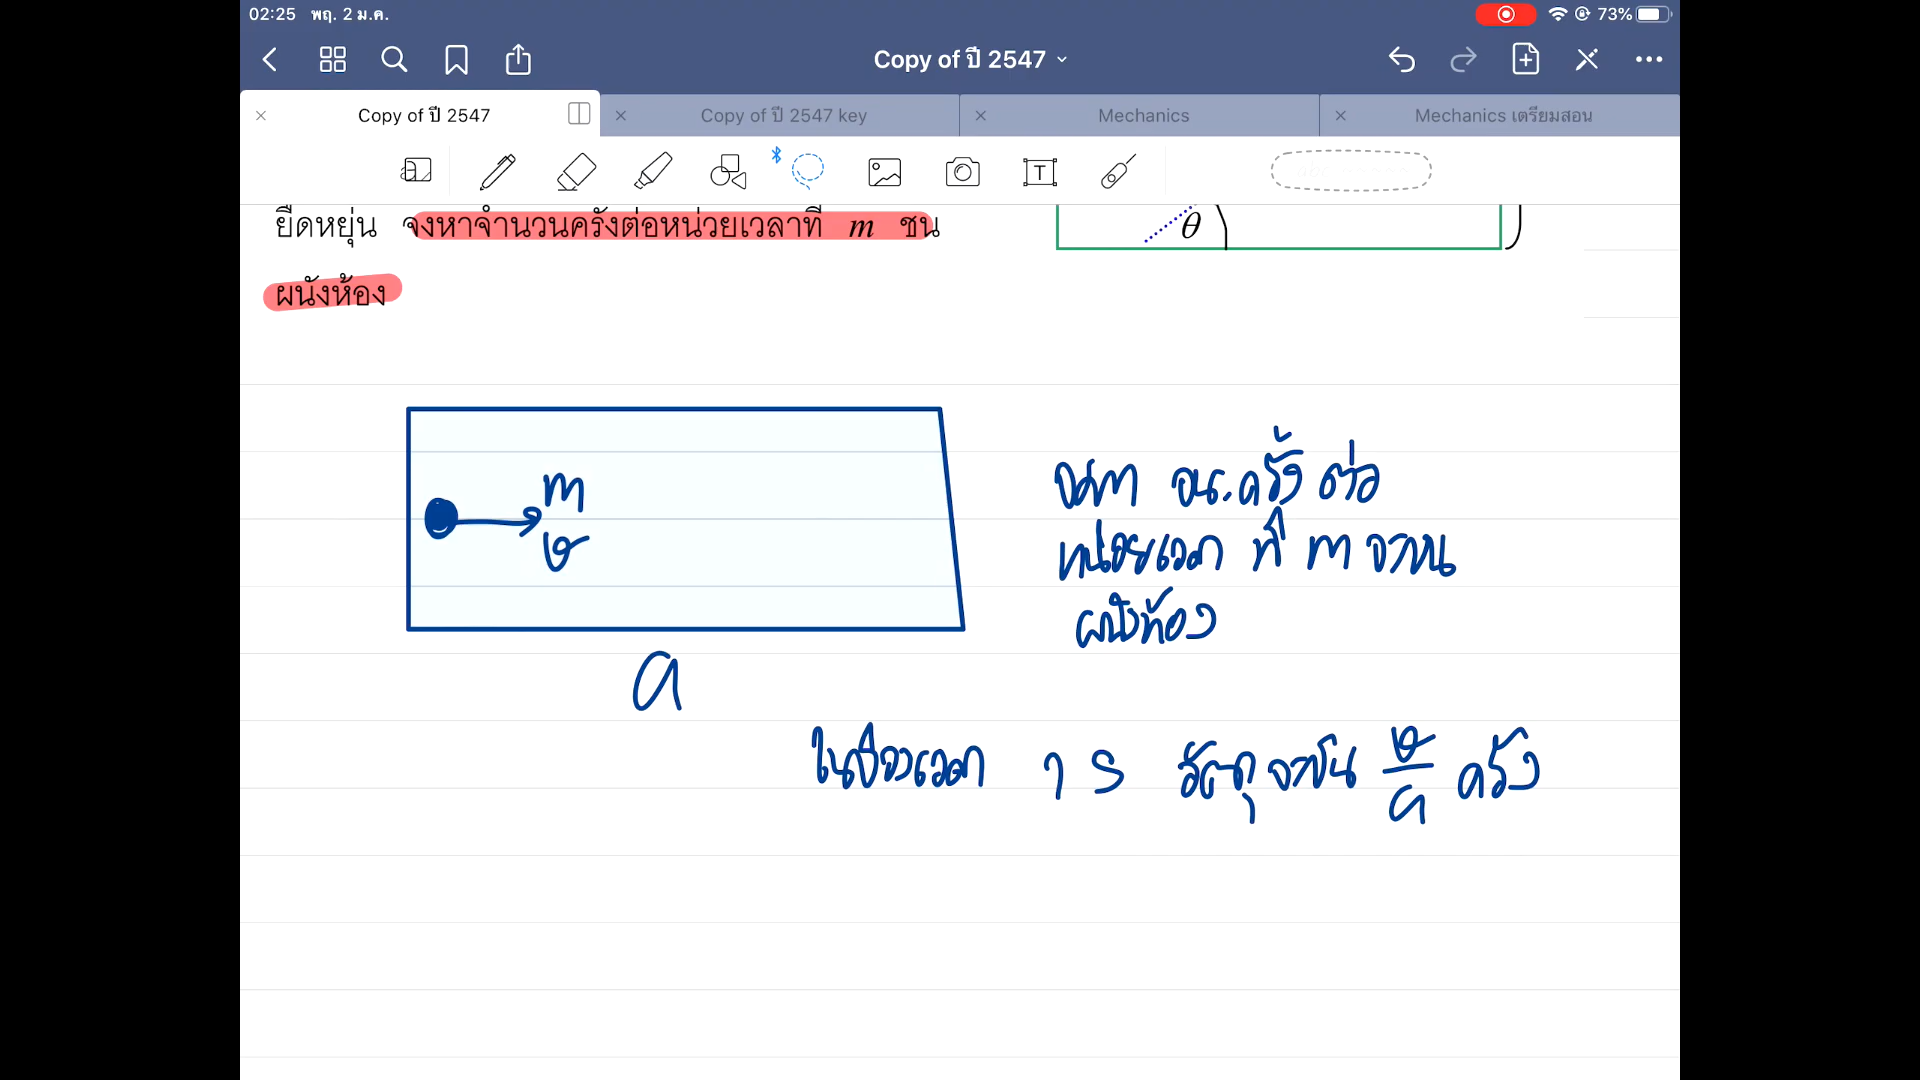 02:25 พฤ. 2 ม.ค.
73%
Copy of ปี 2547
Copy of ปี 2547
Copy of ปี 2547 key
Mechanics
Mechanics เตรียมสอน
ยืดหยุ่น จงหาจำนวนครั้งต่อหน่วยเวลาที่ m ชน
ผนังห้อง
θ
m
v
a
จงหา จน.ครั้ง ต่อ
หน่วยเวลา ที่ m จะชน
ผนังห้อง
ในช่วงเวลา 1 s วัตถุจะชน v/a ครั้ง